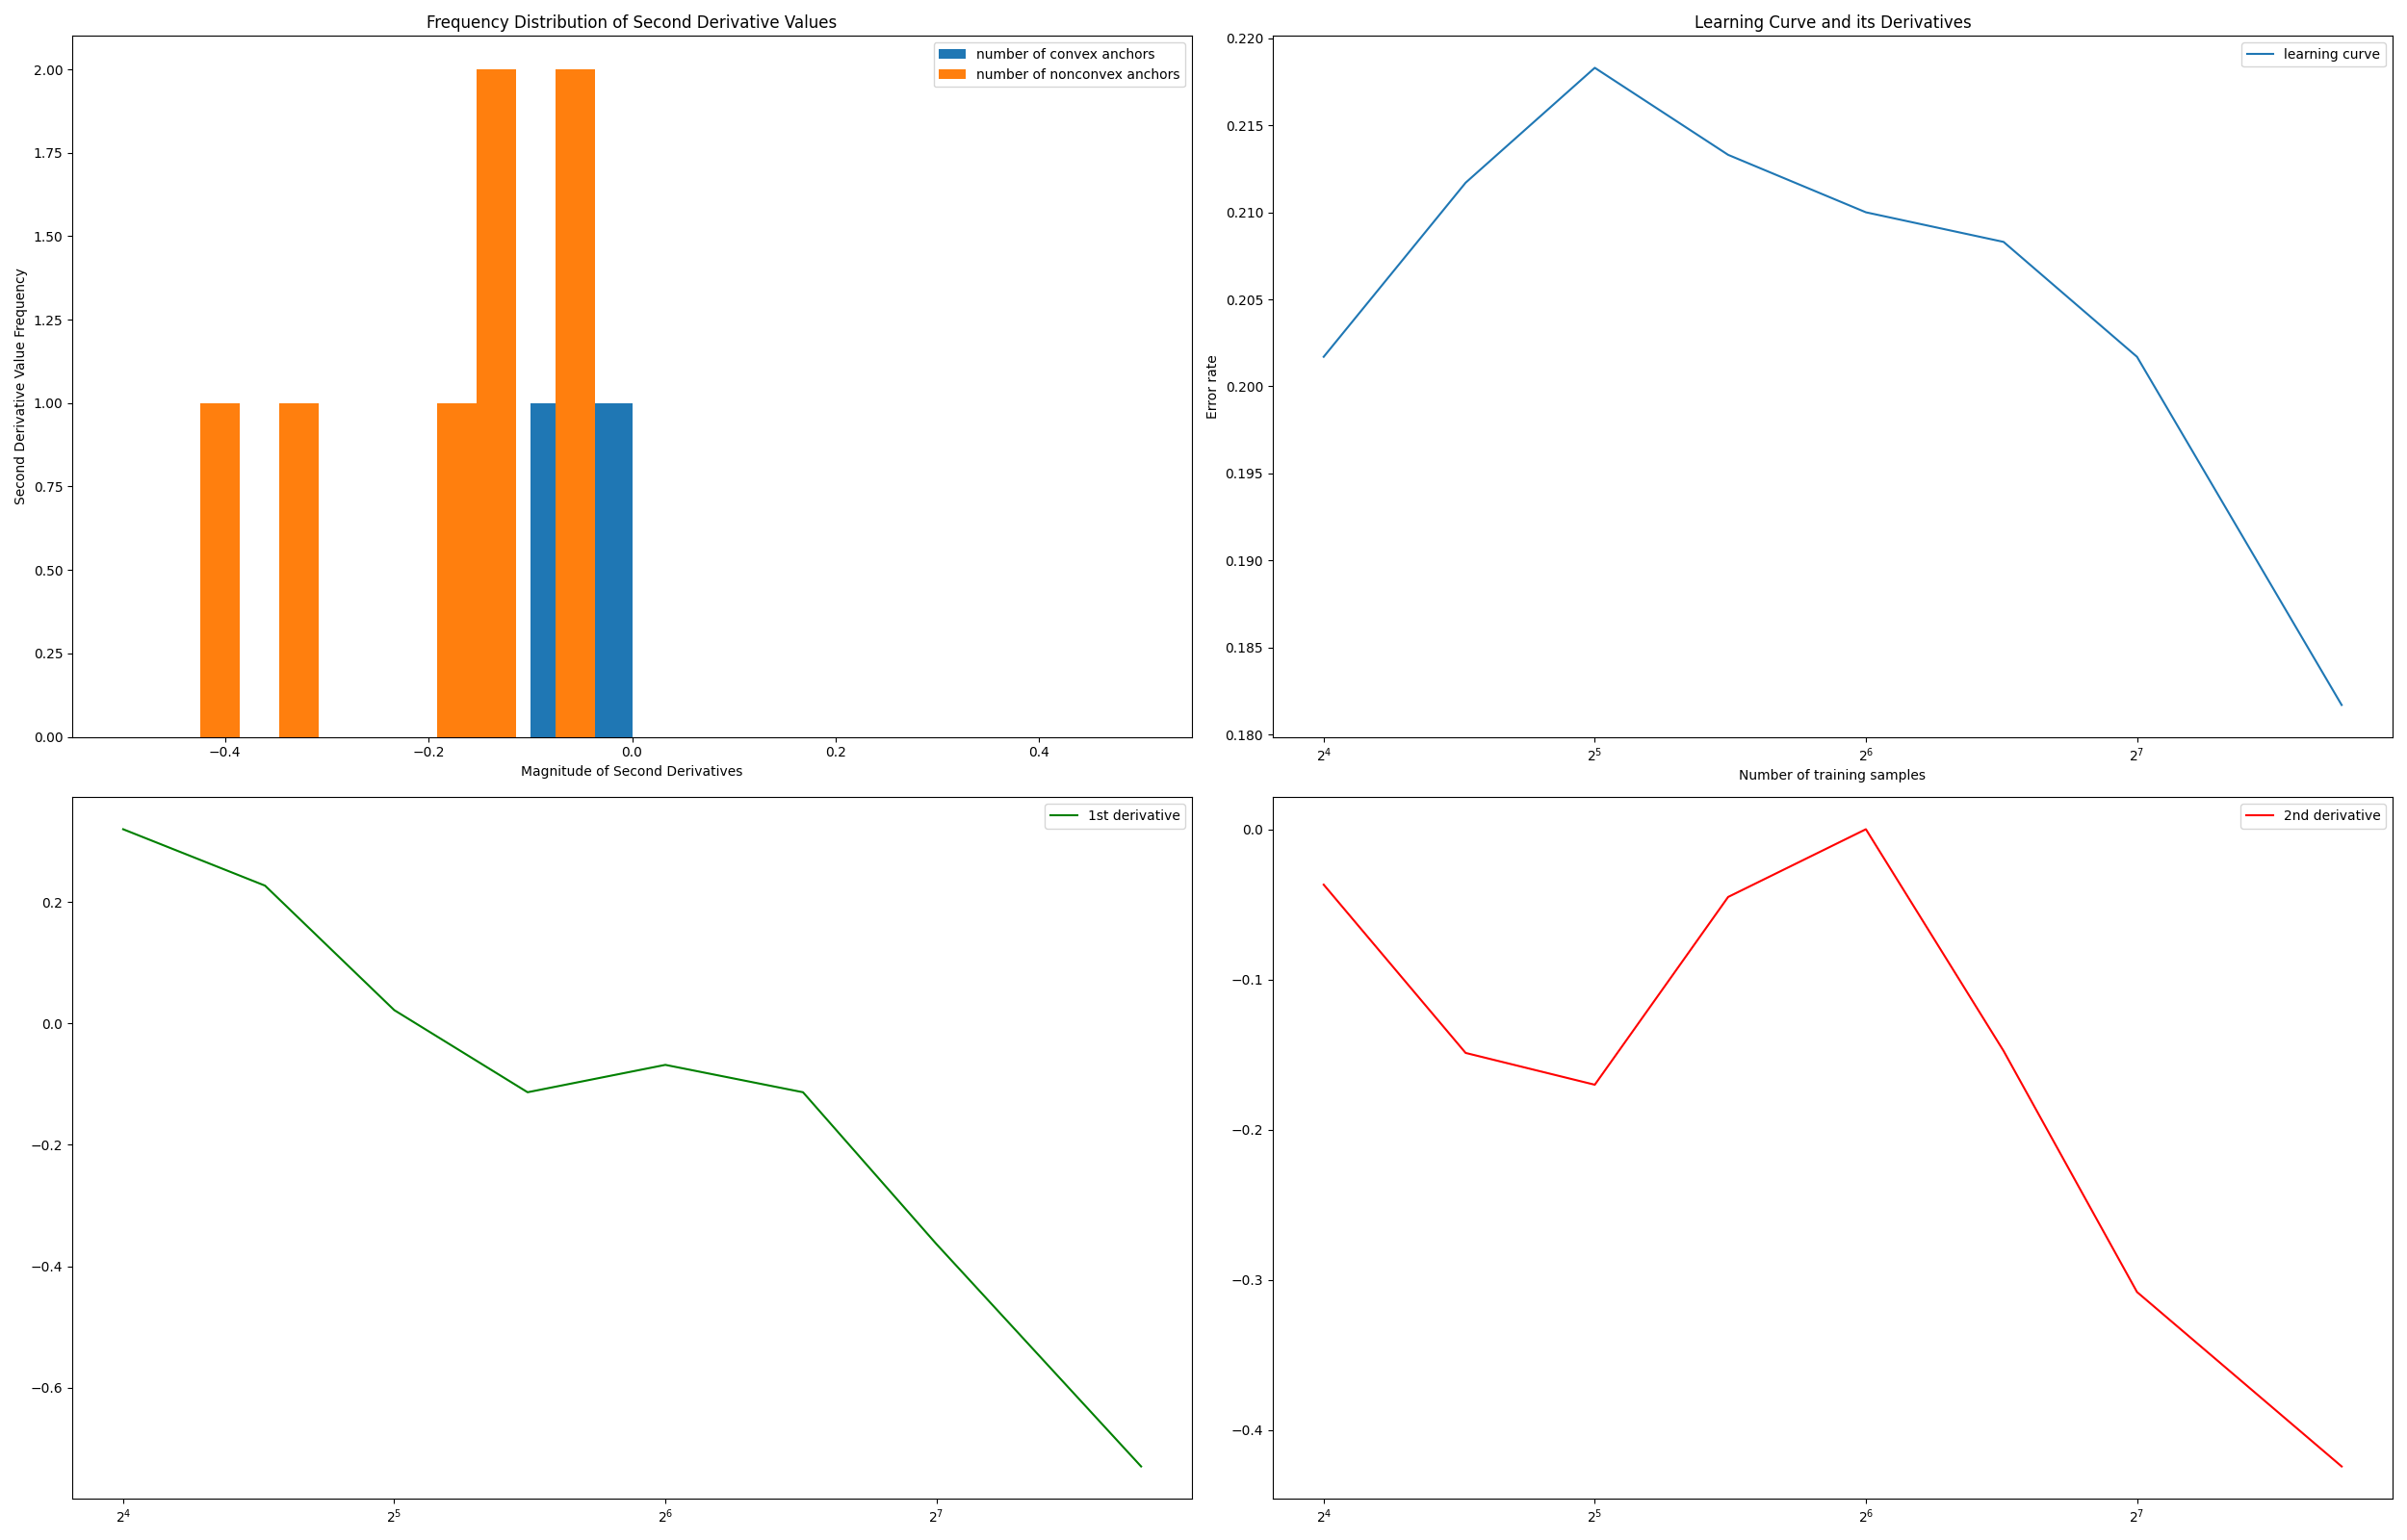 Frequency Distribution of Second Derivative Values
number of convex anchors
number of nonconvex anchors
Second Derivative Value Frequency
2.00
1.75
1.50
1.25
1.00
0.75
0.50
0.25
0.00
−0.4 −0.2 0.0 0.2 0.4
Magnitude of Second Derivatives
Learning Curve and its Derivatives
learning curve
Error rate
0.220
0.215
0.210
0.205
0.200
0.195
0.190
0.185
0.180
2⁴ 2⁵ 2⁶ 2⁷
Number of training samples
1st derivative
0.2
0.0
−0.2
−0.4
−0.6
2⁴ 2⁵ 2⁶ 2⁷
2nd derivative
0.0
−0.1
−0.2
−0.3
−0.4
2⁴ 2⁵ 2⁶ 2⁷